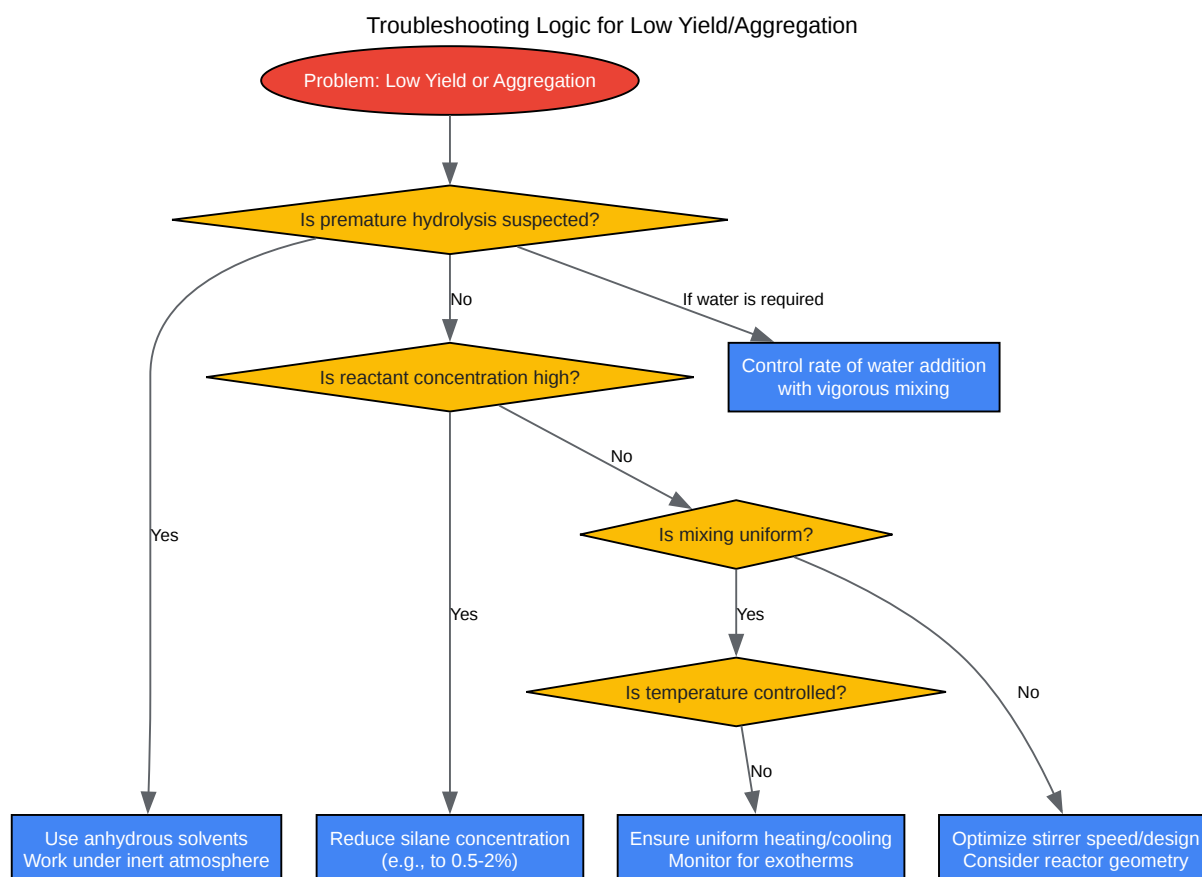 Troubleshooting Logic for Low Yield/Aggregation
Problem: Low Yield or Aggregation
Is premature hydrolysis suspected?
No
If water is required
Control rate of water addition
with vigorous mixing
Is reactant concentration high?
No
Yes
Is mixing uniform?
Yes
Yes
Is temperature controlled?
No
No
Use anhydrous solvents
Work under inert atmosphere
Reduce silane concentration
(e.g., to 0.5-2%)
Ensure uniform heating/cooling
Monitor for exotherms
Optimize stirrer speed/design
Consider reactor geometry